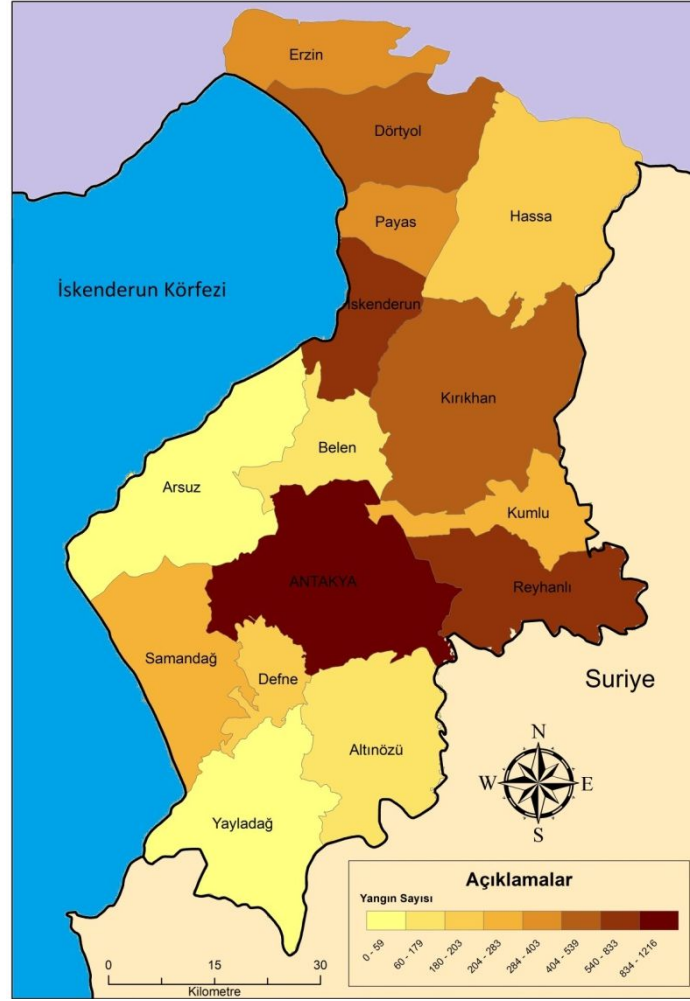 Erzin
Dörtyol
Payas
Hassa
İskenderun
İskenderun Körfezi
Kırıkhan
Belen
Arsuz
Kumlu
ANTAKYA
Reyhanlı
Samandağ
Defne
Suriye
Altınözü
Yayladağ
N
W E
S
Açıklamalar
Yangın Sayısı
0 - 59
60 - 179
180 - 203
204 - 283
284 - 403
404 - 539
540 - 833
834 - 1216
0 15 30
Kilometre